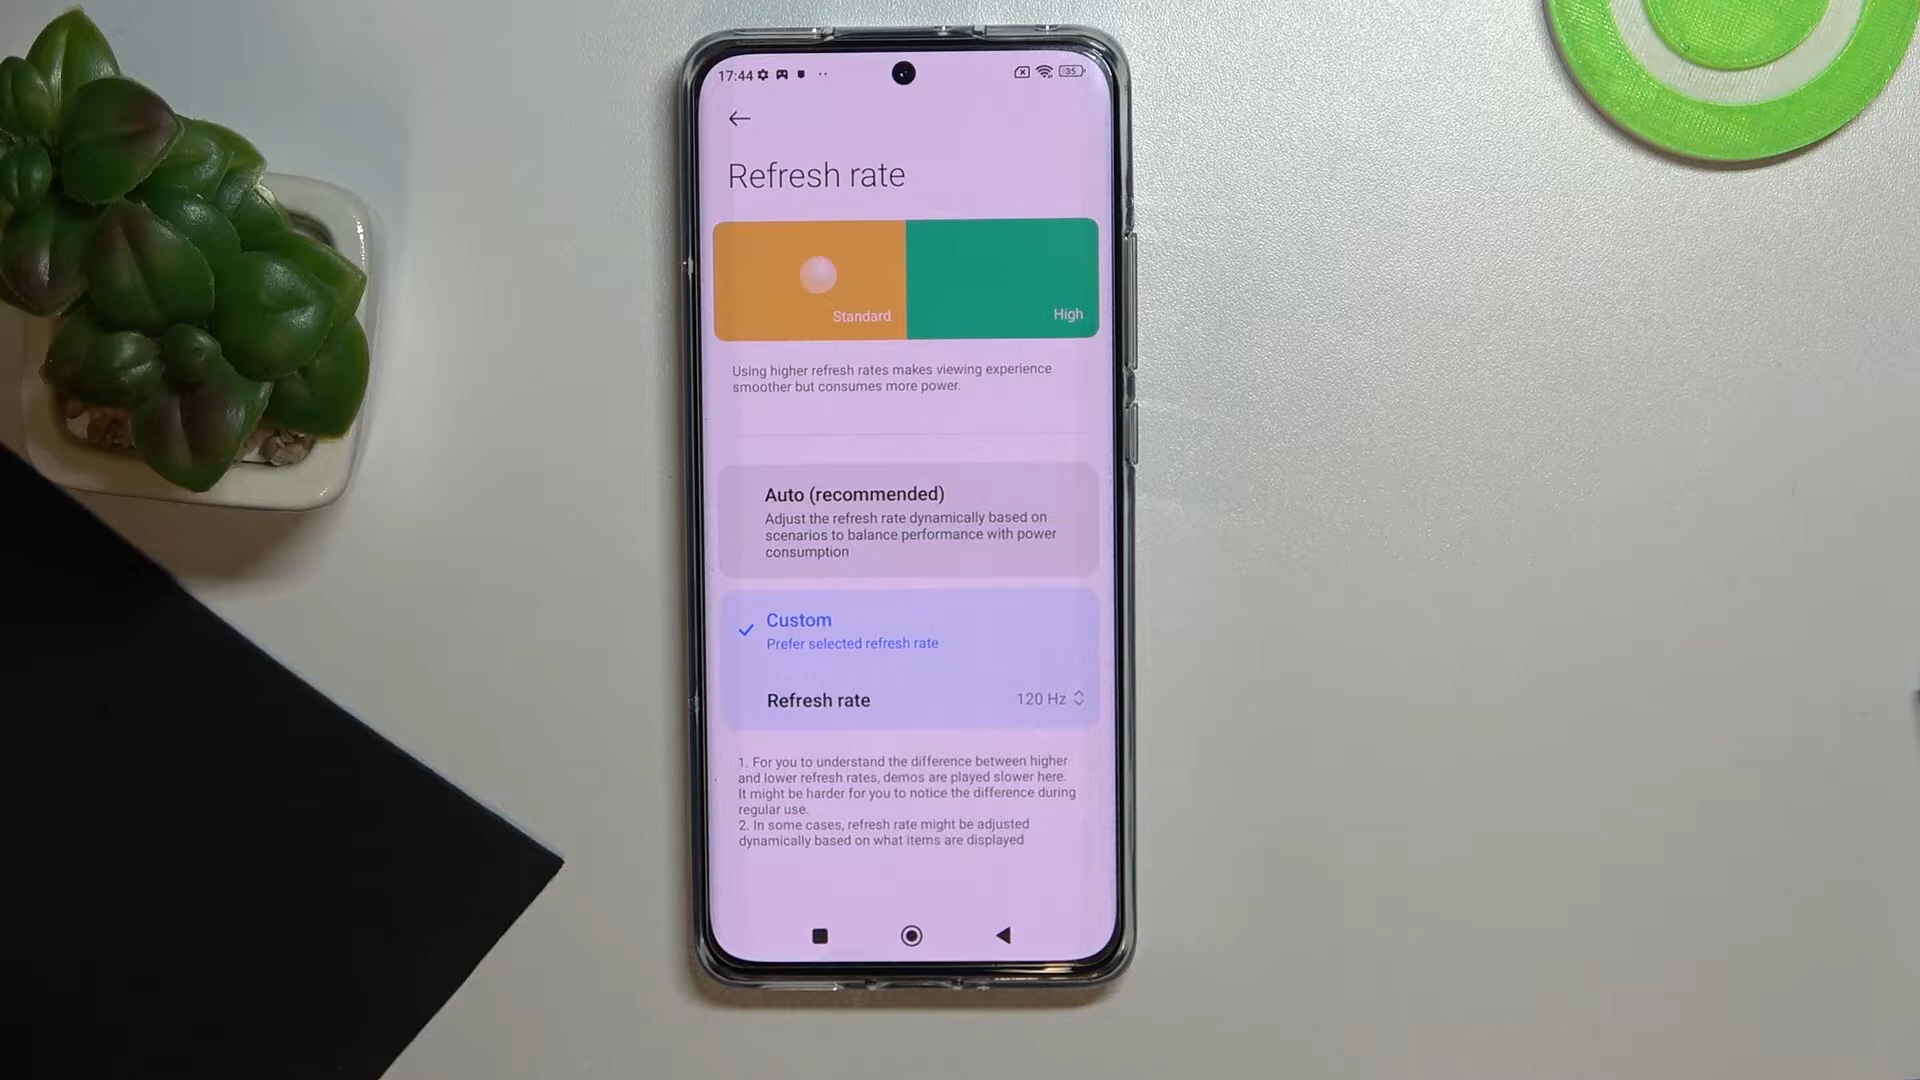 17:44
35
Refresh rate
Standard
High
Using higher refresh rates makes viewing experience
smoother but consumes more power.
Auto (recommended)
Adjust the refresh rate dynamically based on
scenarios to balance performance with power
consumption
Custom
Prefer selected refresh rate
Refresh rate
120 Hz
1. For you to understand the difference between higher
and lower refresh rates, demos are played slower here.
It might be harder for you to notice the difference during
regular use.
2. In some cases, refresh rate might be adjusted
dynamically based on what items are displayed